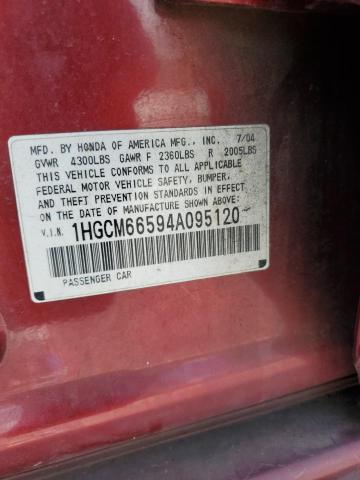 MFD. BY HONDA OF AMERICA MFG., INC. 7/04
GVWR 4300LBS GAWR F 2360LBS R 2005LBS
THIS VEHICLE CONFORMS TO ALL APPLICABLE
FEDERAL MOTOR VEHICLE SAFETY, BUMPER,
AND THEFT PREVENTION STANDARDS IN EFFECT
ON THE DATE OF MANUFACTURE SHOWN ABOVE.
V.I.N. 1HGCM66594A095120
PASSENGER CAR